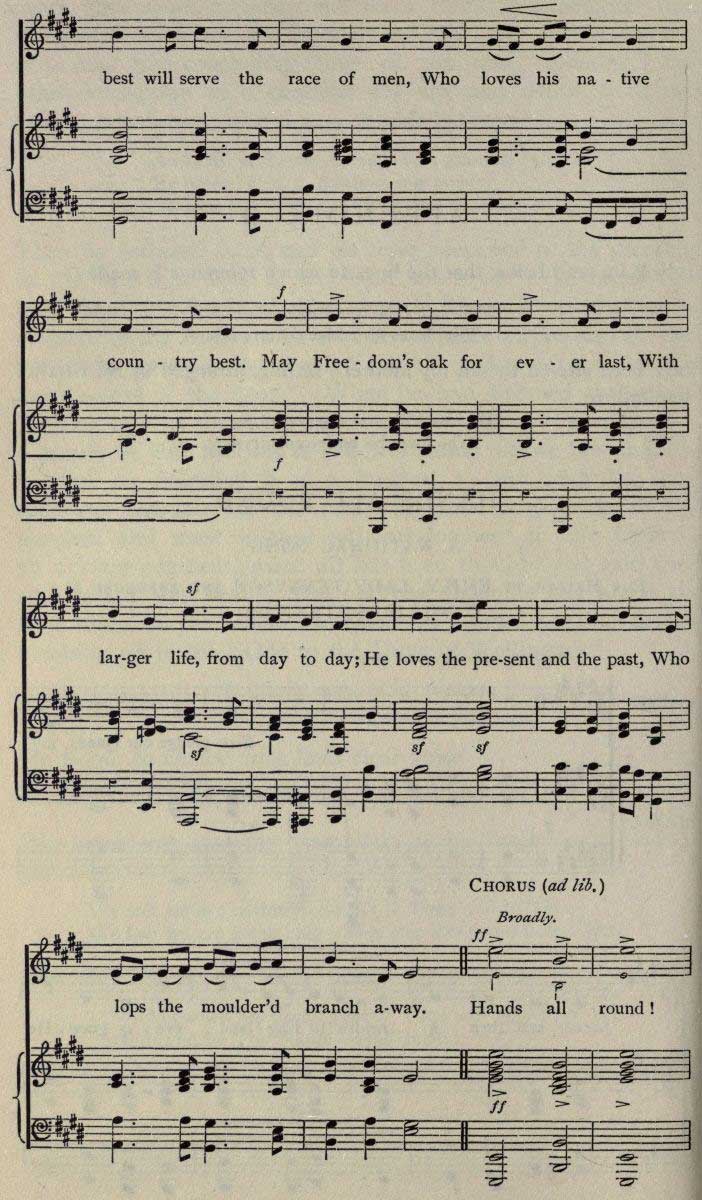 best will serve the race of men, Who loves his na - tive
f
coun - try best. May Free - dom's oak for ev - er last, With
f
sf
lar-ger life, from day to day; He loves the pre-sent and the past, Who
sf sf sf
CHORUS (ad lib.)
Broadly.
ff
lops the moulder'd branch a-way. Hands all round!
ff